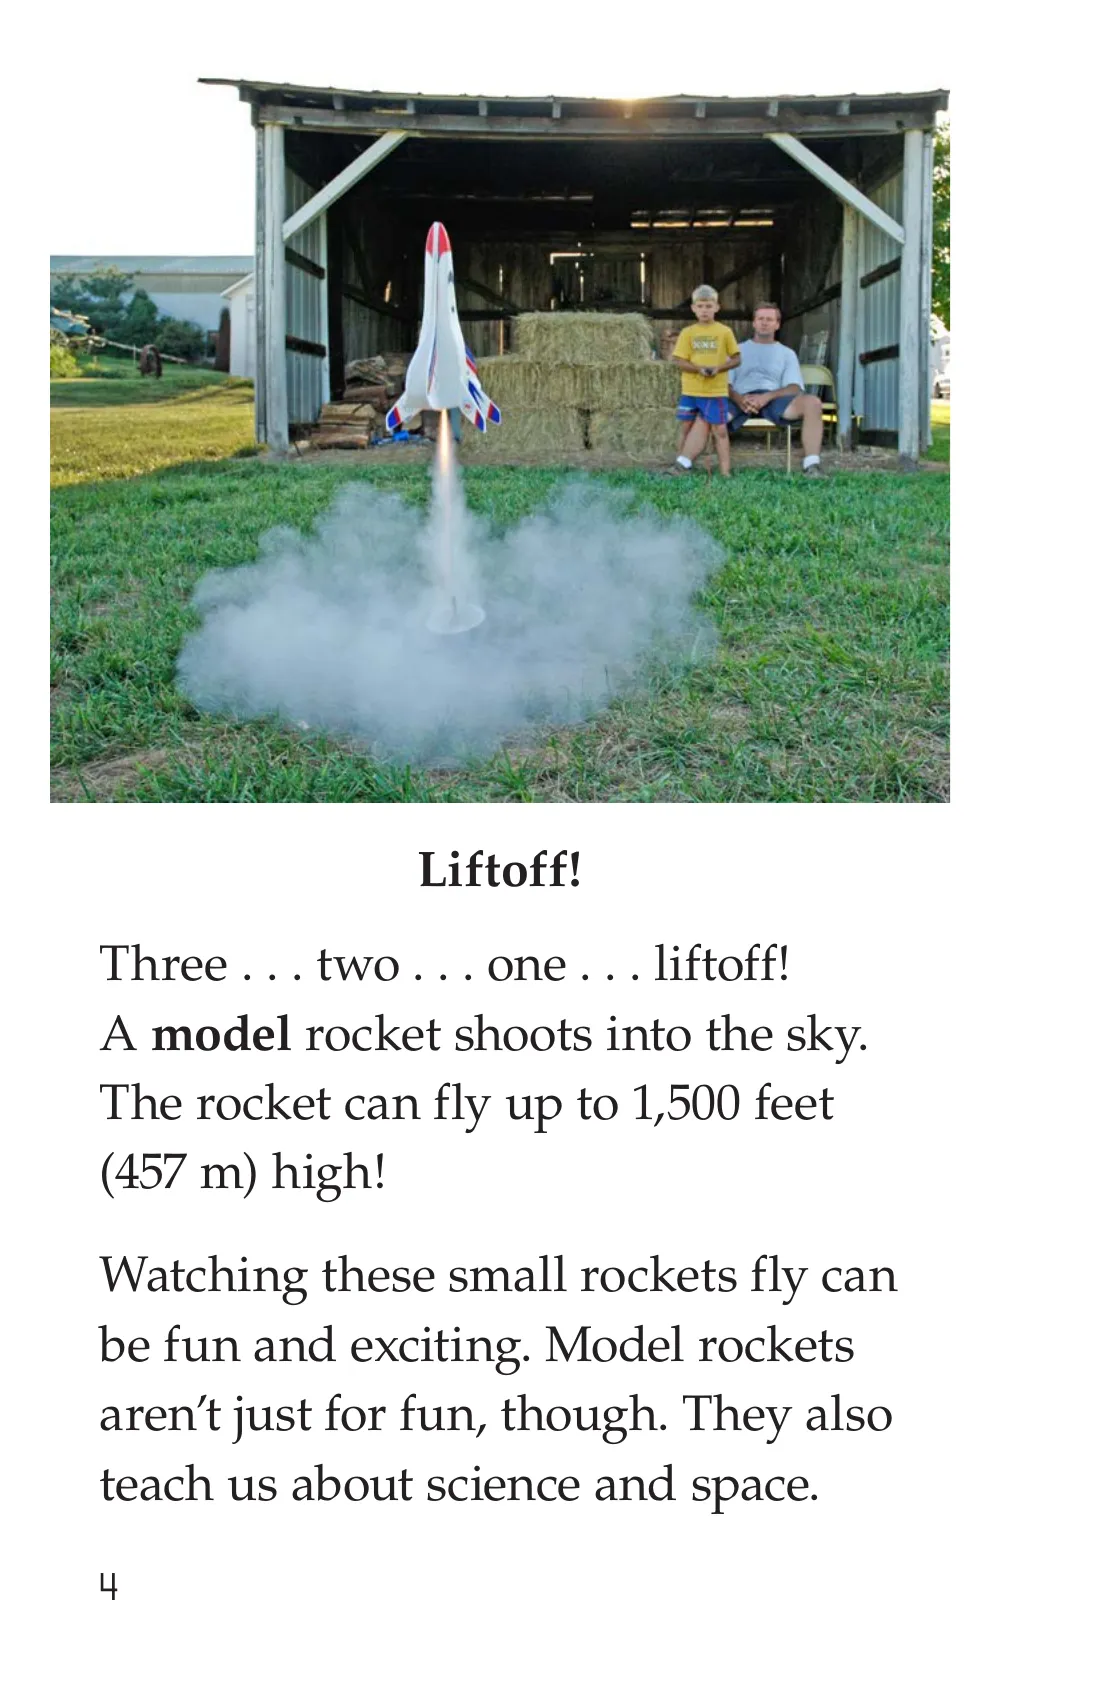 Liftoff!
Three . . . two . . . one . . . liftoff!
A model rocket shoots into the sky.
The rocket can fly up to 1,500 feet
(457 m) high!
Watching these small rockets fly can
be fun and exciting. Model rockets
aren’t just for fun, though. They also
teach us about science and space.
4